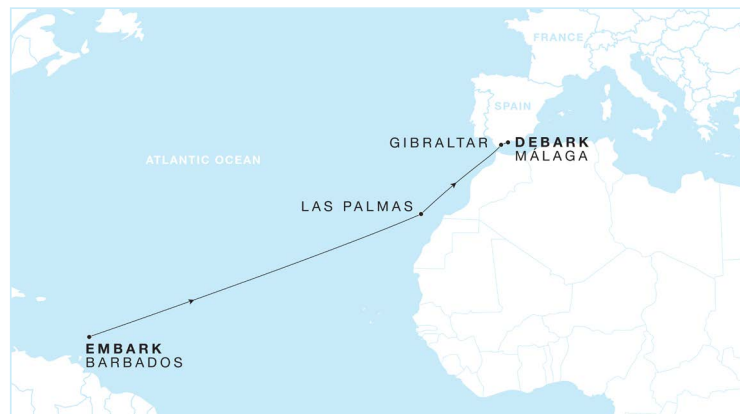 FRANCE
SPAIN
GIBRALTAR
DEBARK
MÁLAGA
ATLANTIC OCEAN
LAS PALMAS
EMBARK
BARBADOS